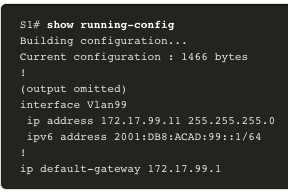 S1# show running-config
Building configuration...
Current configuration : 1466 bytes
!
(output omitted)
interface Vlan99
 ip address 172.17.99.11 255.255.255.0
 ipv6 address 2001:DB8:ACAD:99::1/64
!
ip default-gateway 172.17.99.1